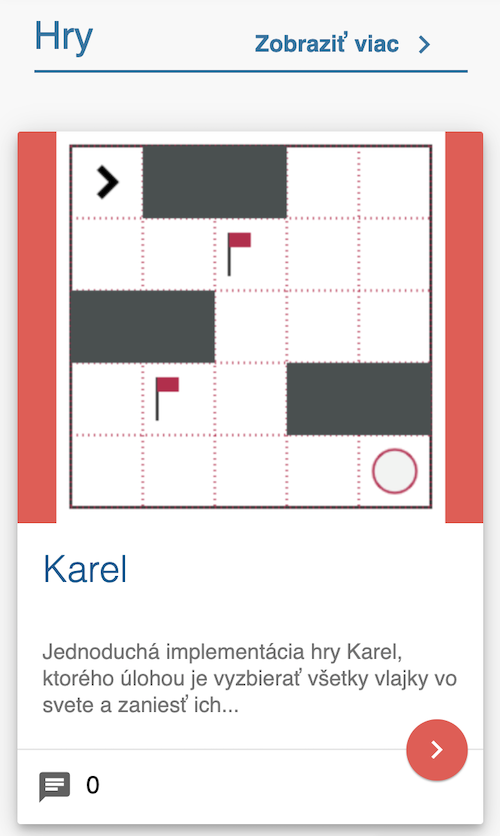 Hry
Zobraziť viac
Karel
Jednoduchá implementácia hry Karel,
ktorého úlohou je vyzbierať všetky vlajky vo
svete a zaniesť ich...
0